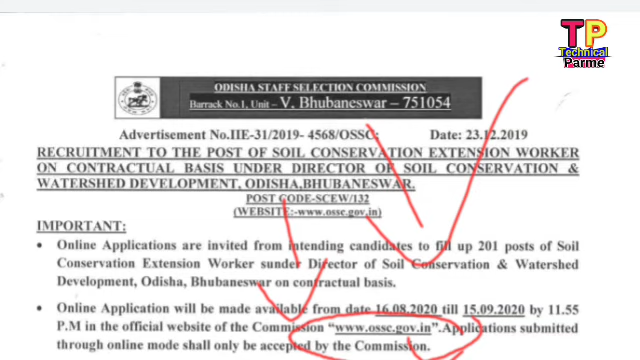 TP
Technical
Parme
ODISHA STAFF SELECTION COMMISSION
Barrack No.1, Unit – V. Bhubaneswar – 751054
Advertisement No.IIE-31/2019- 4568/OSSC; Date: 23.12.2019
RECRUITMENT TO THE POST OF SOIL CONSERVATION EXTENSION WORKER
ON CONTRACTUAL BASIS UNDER DIRECTOR OF SOIL CONSERVATION &
WATERSHED DEVELOPMENT, ODISHA,BHUBANESWAR.
POST CODE-SCEW/132
(WEBSITE:-www.ossc.gov.in)
IMPORTANT:
• Online Applications are invited from intending candidates to fill up 201 posts of Soil
Conservation Extension Worker sunder Director of Soil Conservation & Watershed
Development, Odisha, Bhubaneswar on contractual basis.
• Online Application will be made available from date 16.08.2020 till 15.09.2020 by 11.55
P.M in the official website of the Commission "www.ossc.gov.in".Applications submitted
through online mode shall only be accepted by the Commission.